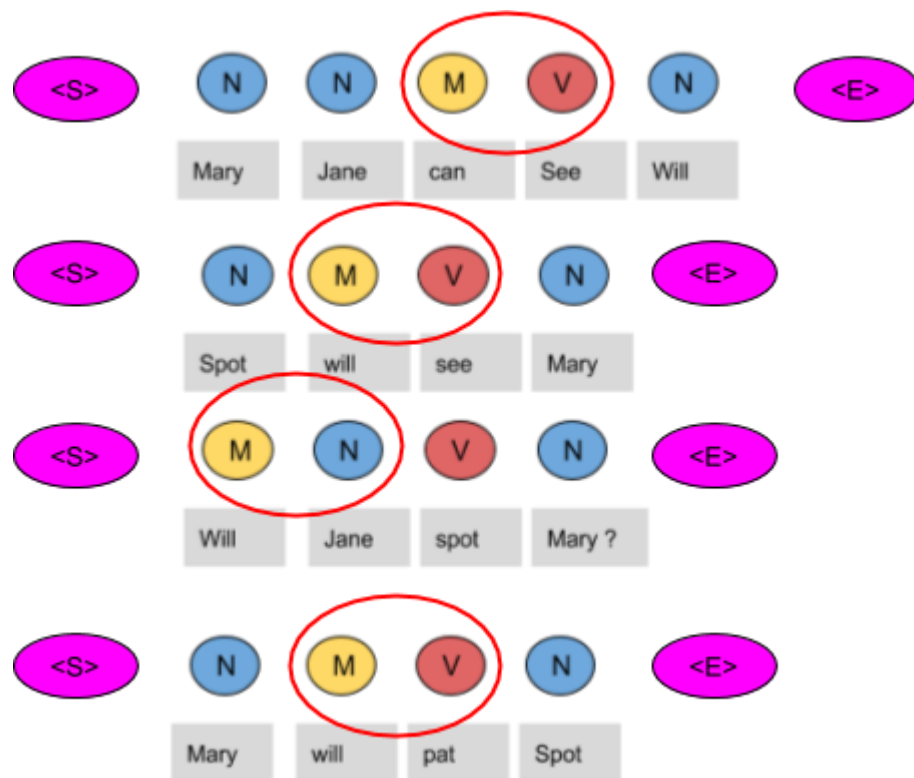 <S> N N M V N <E>
Mary Jane can See Will
<S> N M V N <E>
Spot will see Mary
<S> M N V N <E>
Will Jane spot Mary ?
<S> N M V N <E>
Mary will pat Spot